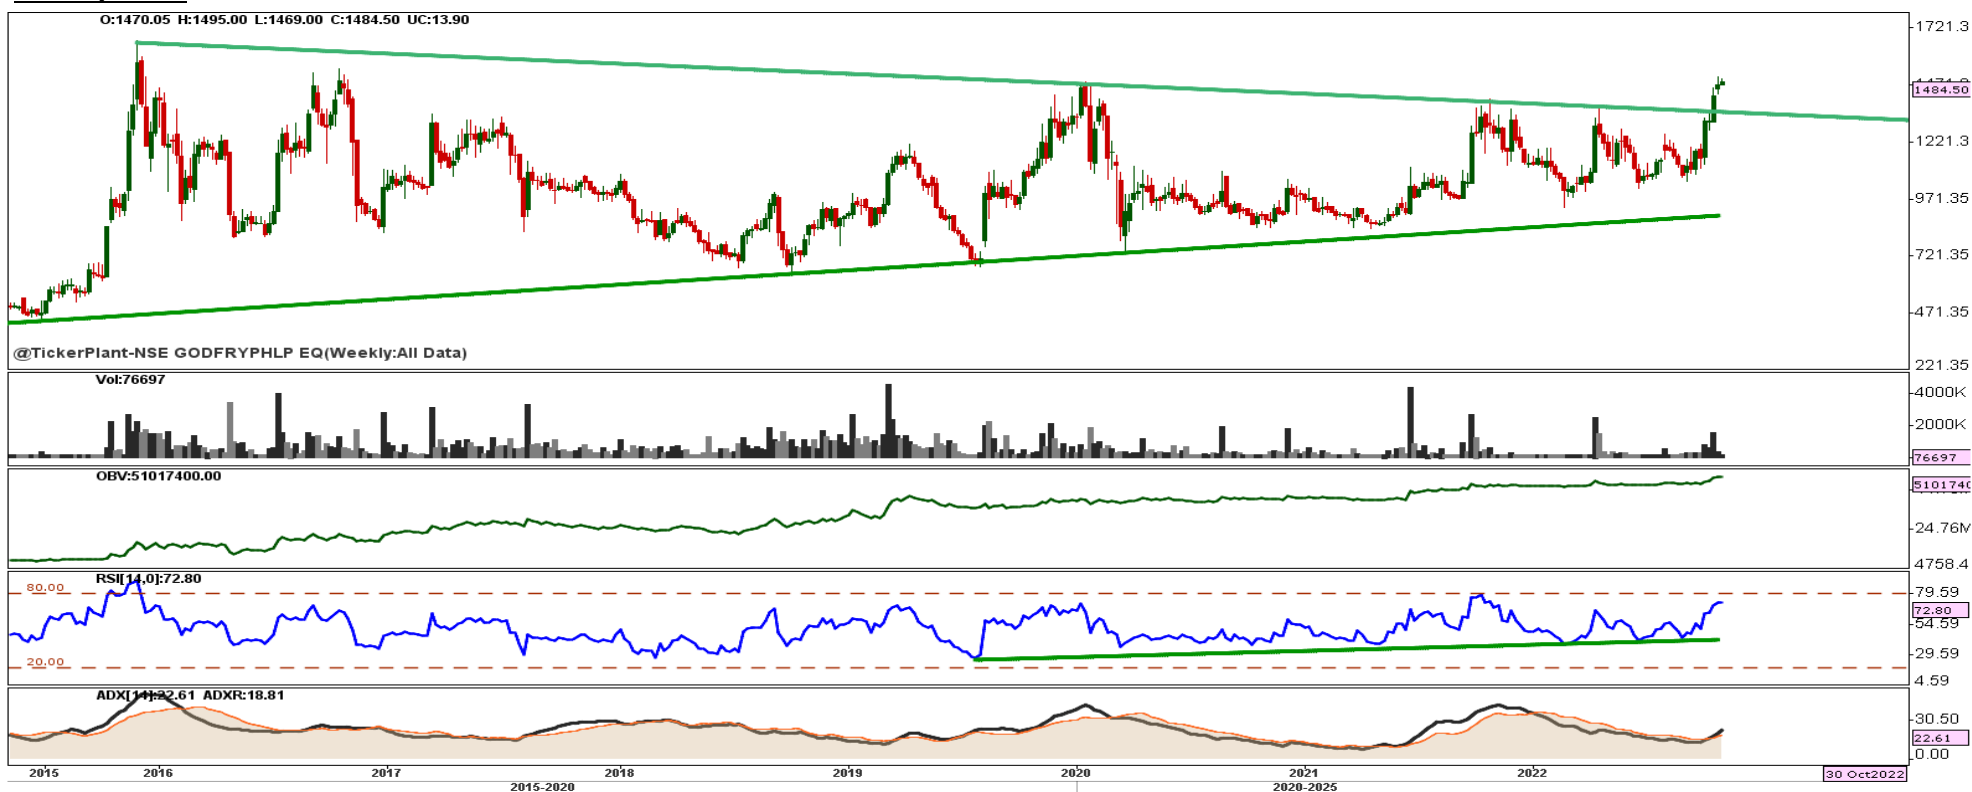 O:1470.05 H:1495.00 L:1469.00 C:1484.50 UC:13.90
1721.3
1484.50
1221.3
971.35
721.35
471.35
@TickerPlant-NSE GODFRYPHLP EQ(Weekly:All Data)
221.35
Vol:76697
4000K
2000K
76697
OBV:51017400.00
5101740
24.76M
4758.4
RSI[14,0]:72.80
80.00
79.59
72.80
54.59
29.59
20.00
4.59
ADX[14]:22.61 ADXR:18.81
30.50
22.61
0.00
2015 2016 2017 2018 2019 2020 2021 2022 30 Oct2022
2015-2020 2020-2025